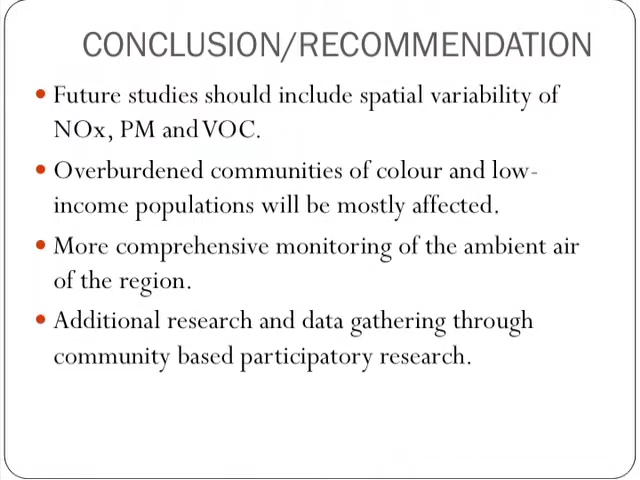 CONCLUSION/RECOMMENDATION
• Future studies should include spatial variability of
NOx, PM and VOC.
• Overburdened communities of colour and low-
income populations will be mostly affected.
• More comprehensive monitoring of the ambient air
of the region.
• Additional research and data gathering through
community based participatory research.